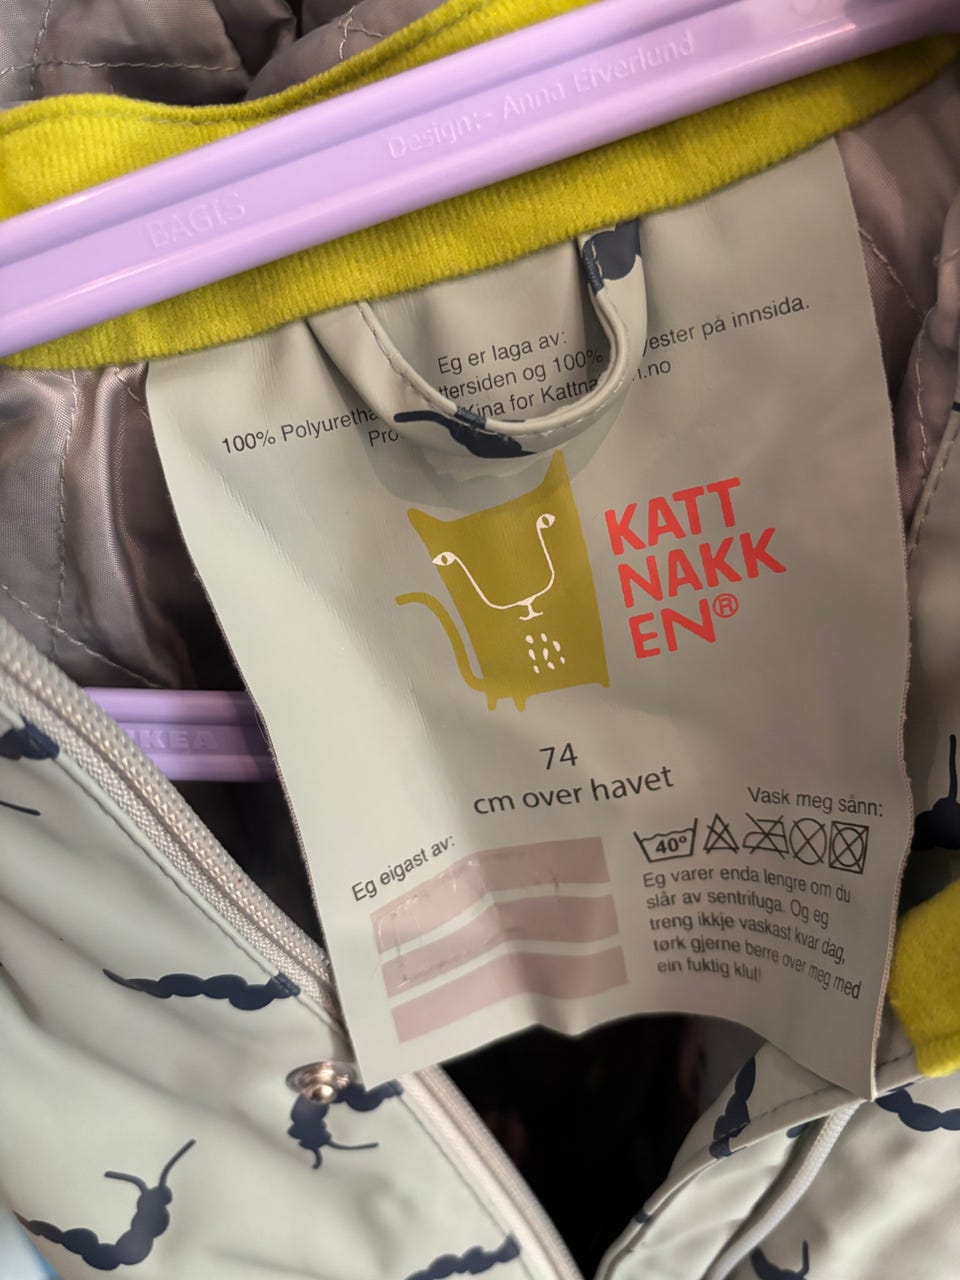 Design:- Anna Efverlund
BAGIS
Eg er laga av:
100% Polyuretha ttersiden og 100% yester på innsida.
Pro Kina for Kattna n.no
KATT
NAKK
EN®
IKEA
74
cm over havet
Eg eigast av:
Vask meg sånn:
40°
Eg varer enda lengre om du
slår av sentrifuga. Og eg
treng ikkje vaskast kvar dag,
tørk gjerne berre over meg med
ein fuktig klut!